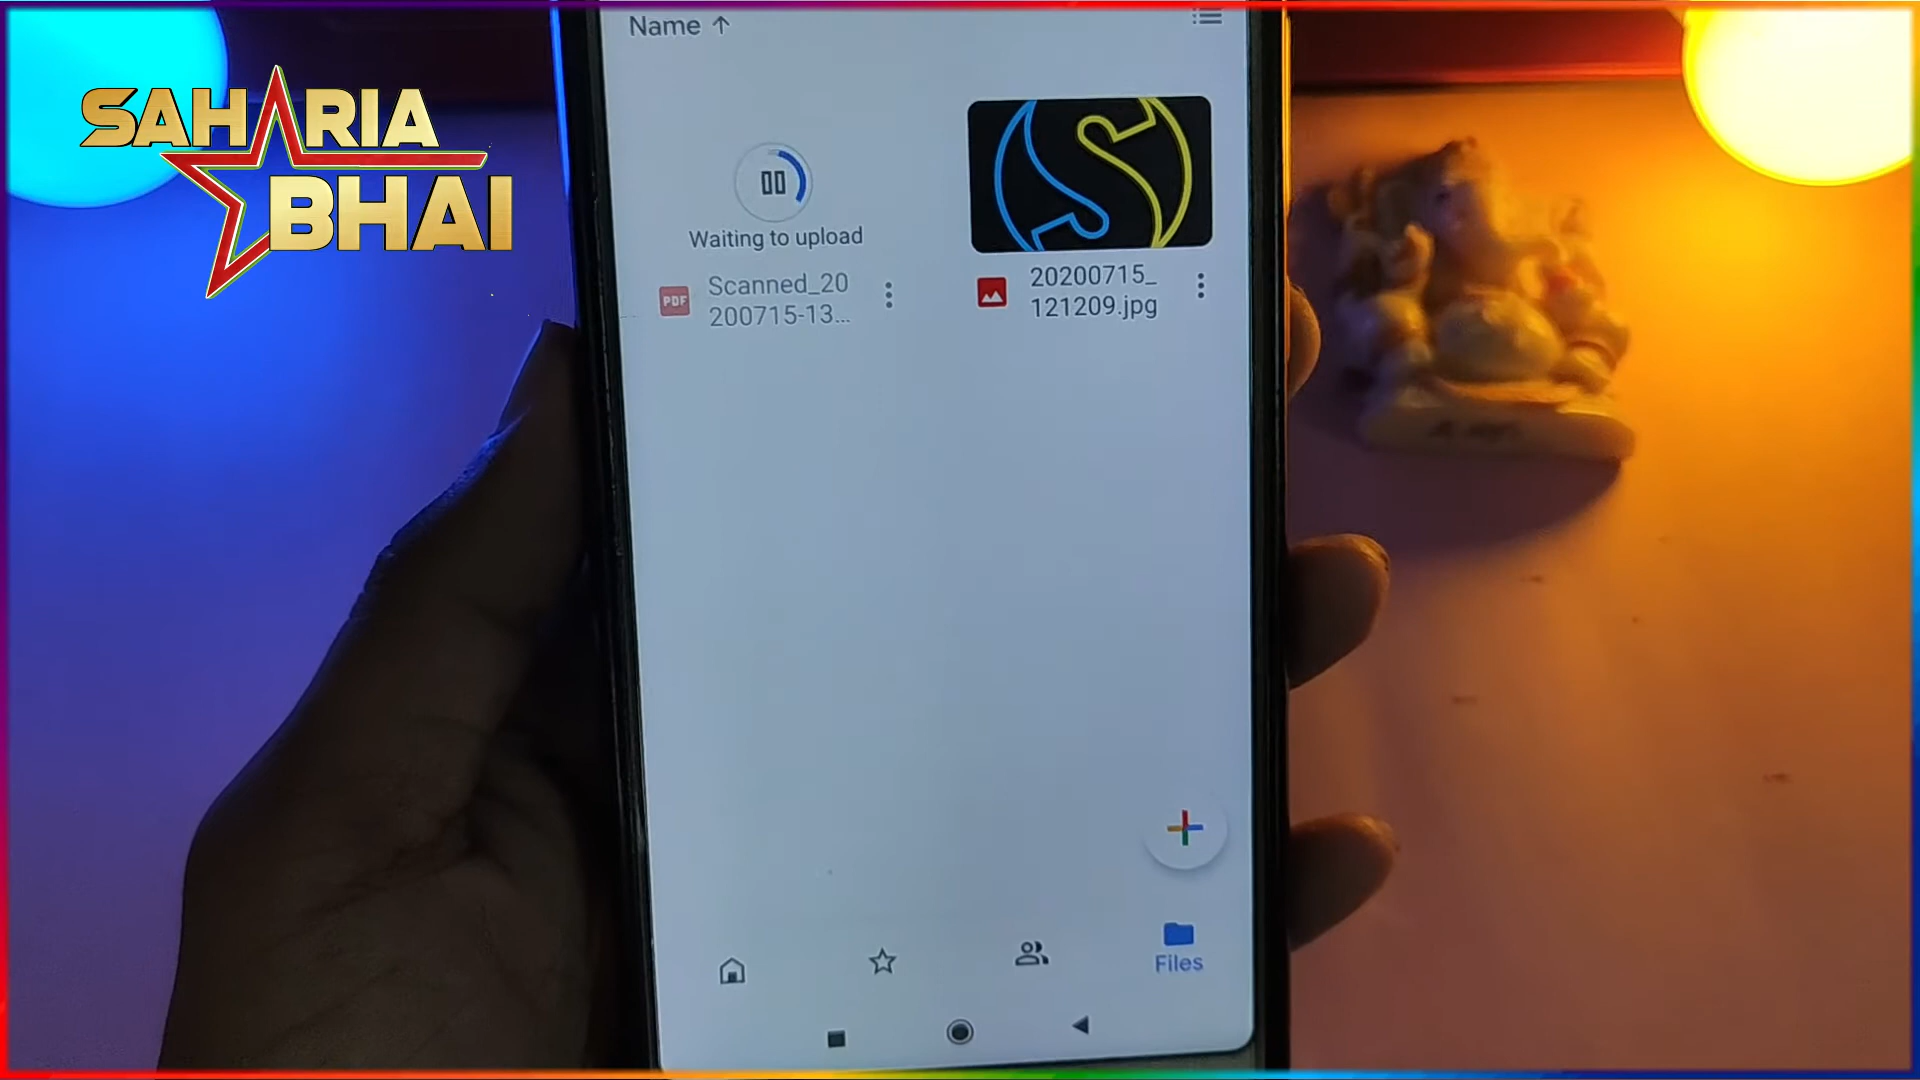 SAHARIA
BHAI
Name ↑
Waiting to upload
PDF
Scanned_20
200715-13...
20200715_
121209.jpg
Files